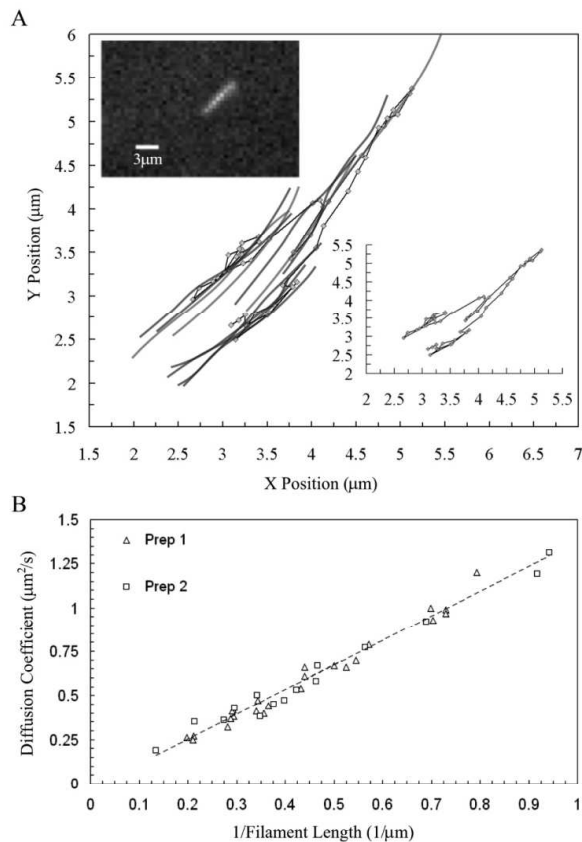 A
6
5.5
5
4.5
4
3.5
3
2.5
2
1.5
Y Position (μm)
3μm
5.5
5
4.5
4
3.5
3
2.5
2
2 2.5 3 3.5 4 4.5 5 5.5
1.5 2 2.5 3 3.5 4 4.5 5 5.5 6 6.5 7
X Position (μm)
B
1.5
1.25
1
0.75
0.5
0.25
0
Diffusion Coefficient (μm²/s)
Prep 1
Prep 2
0 0.1 0.2 0.3 0.4 0.5 0.6 0.7 0.8 0.9 1
1/Filament Length (1/μm)